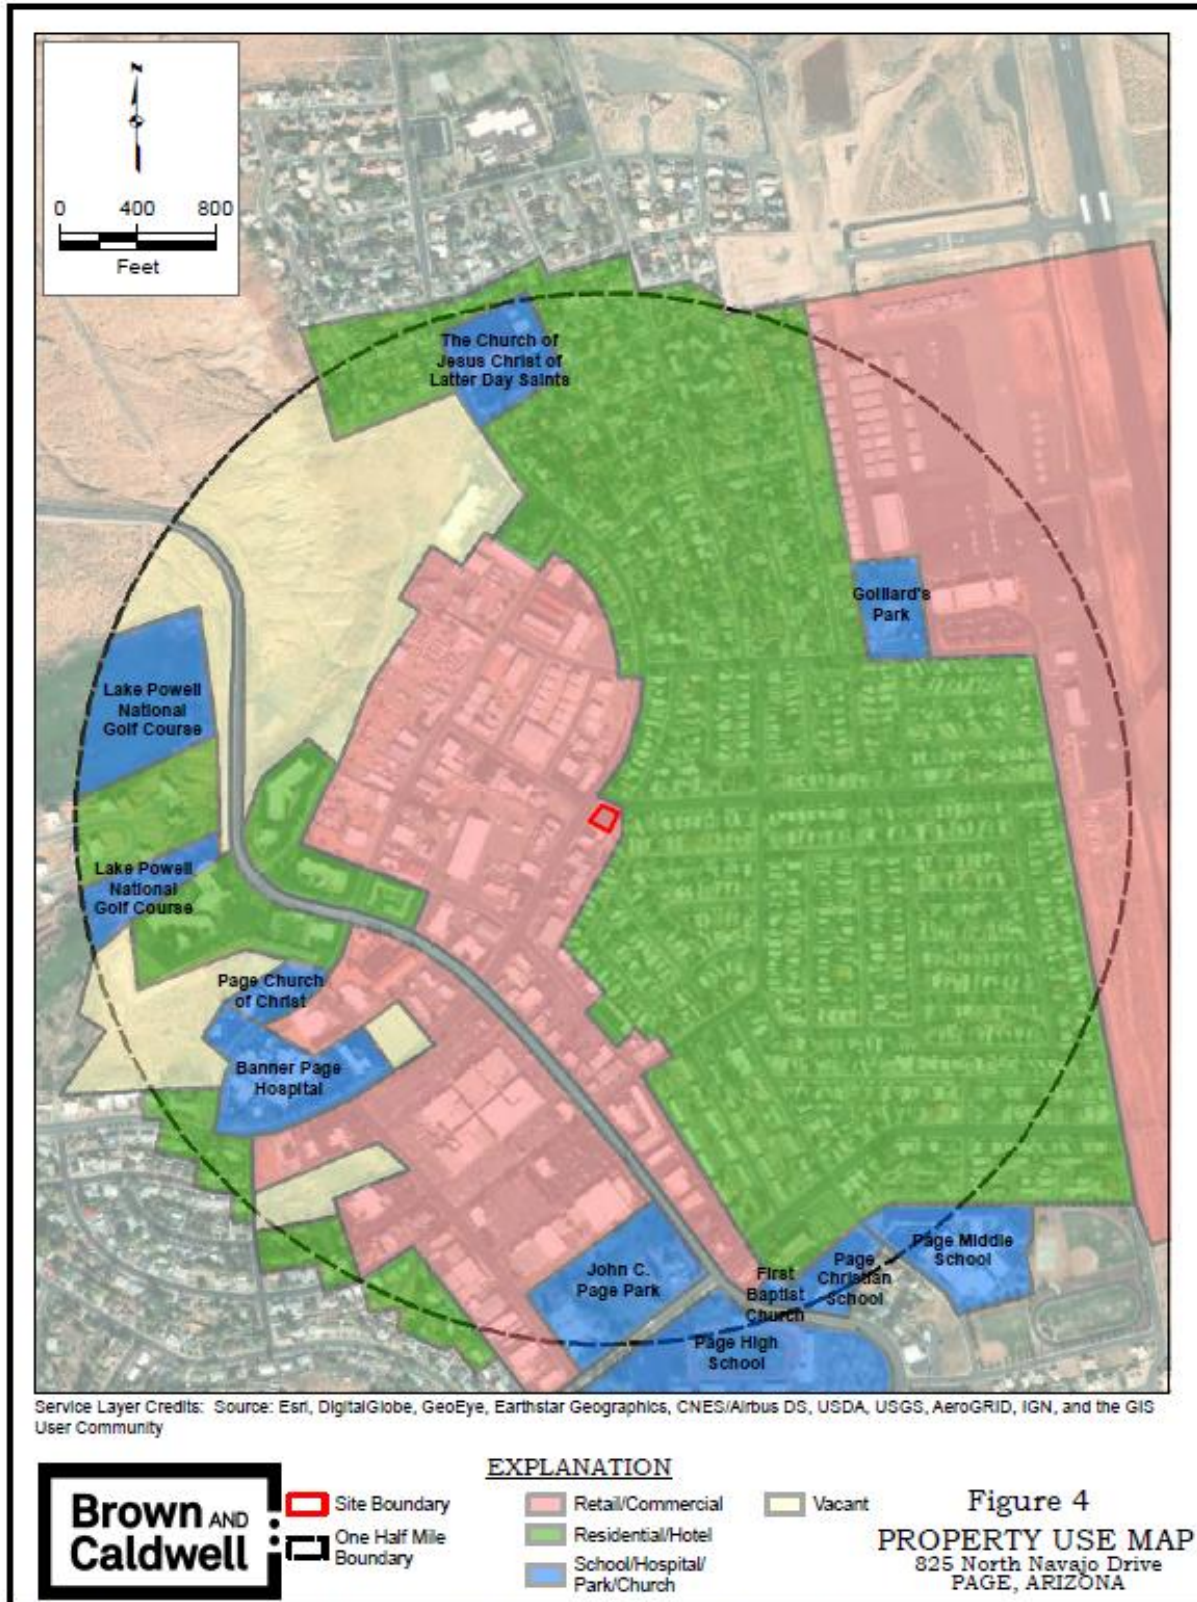 N
0 400 800
Feet
The Church of
Jesus Christ of
Latter Day Saints
Golliard's
Park
Lake Powell
National
Golf Course
Lake Powell
National
Golf Course
Page Church
of Christ
Banner Page
Hospital
John C.
Page Park
First
Baptist
Church
Page
Christian
School
Page Middle
School
Page High
School
Service Layer Credits: Source: Esri, DigitalGlobe, GeoEye, Earthstar Geographics, CNES/Airbus DS, USDA, USGS, AeroGRID, IGN, and the GIS
User Community
Brown AND
Caldwell
EXPLANATION
Site Boundary
One Half Mile
Boundary
Retail/Commercial
Residential/Hotel
School/Hospital/
Park/Church
Vacant
Figure 4
PROPERTY USE MAP
825 North Navajo Drive
PAGE, ARIZONA